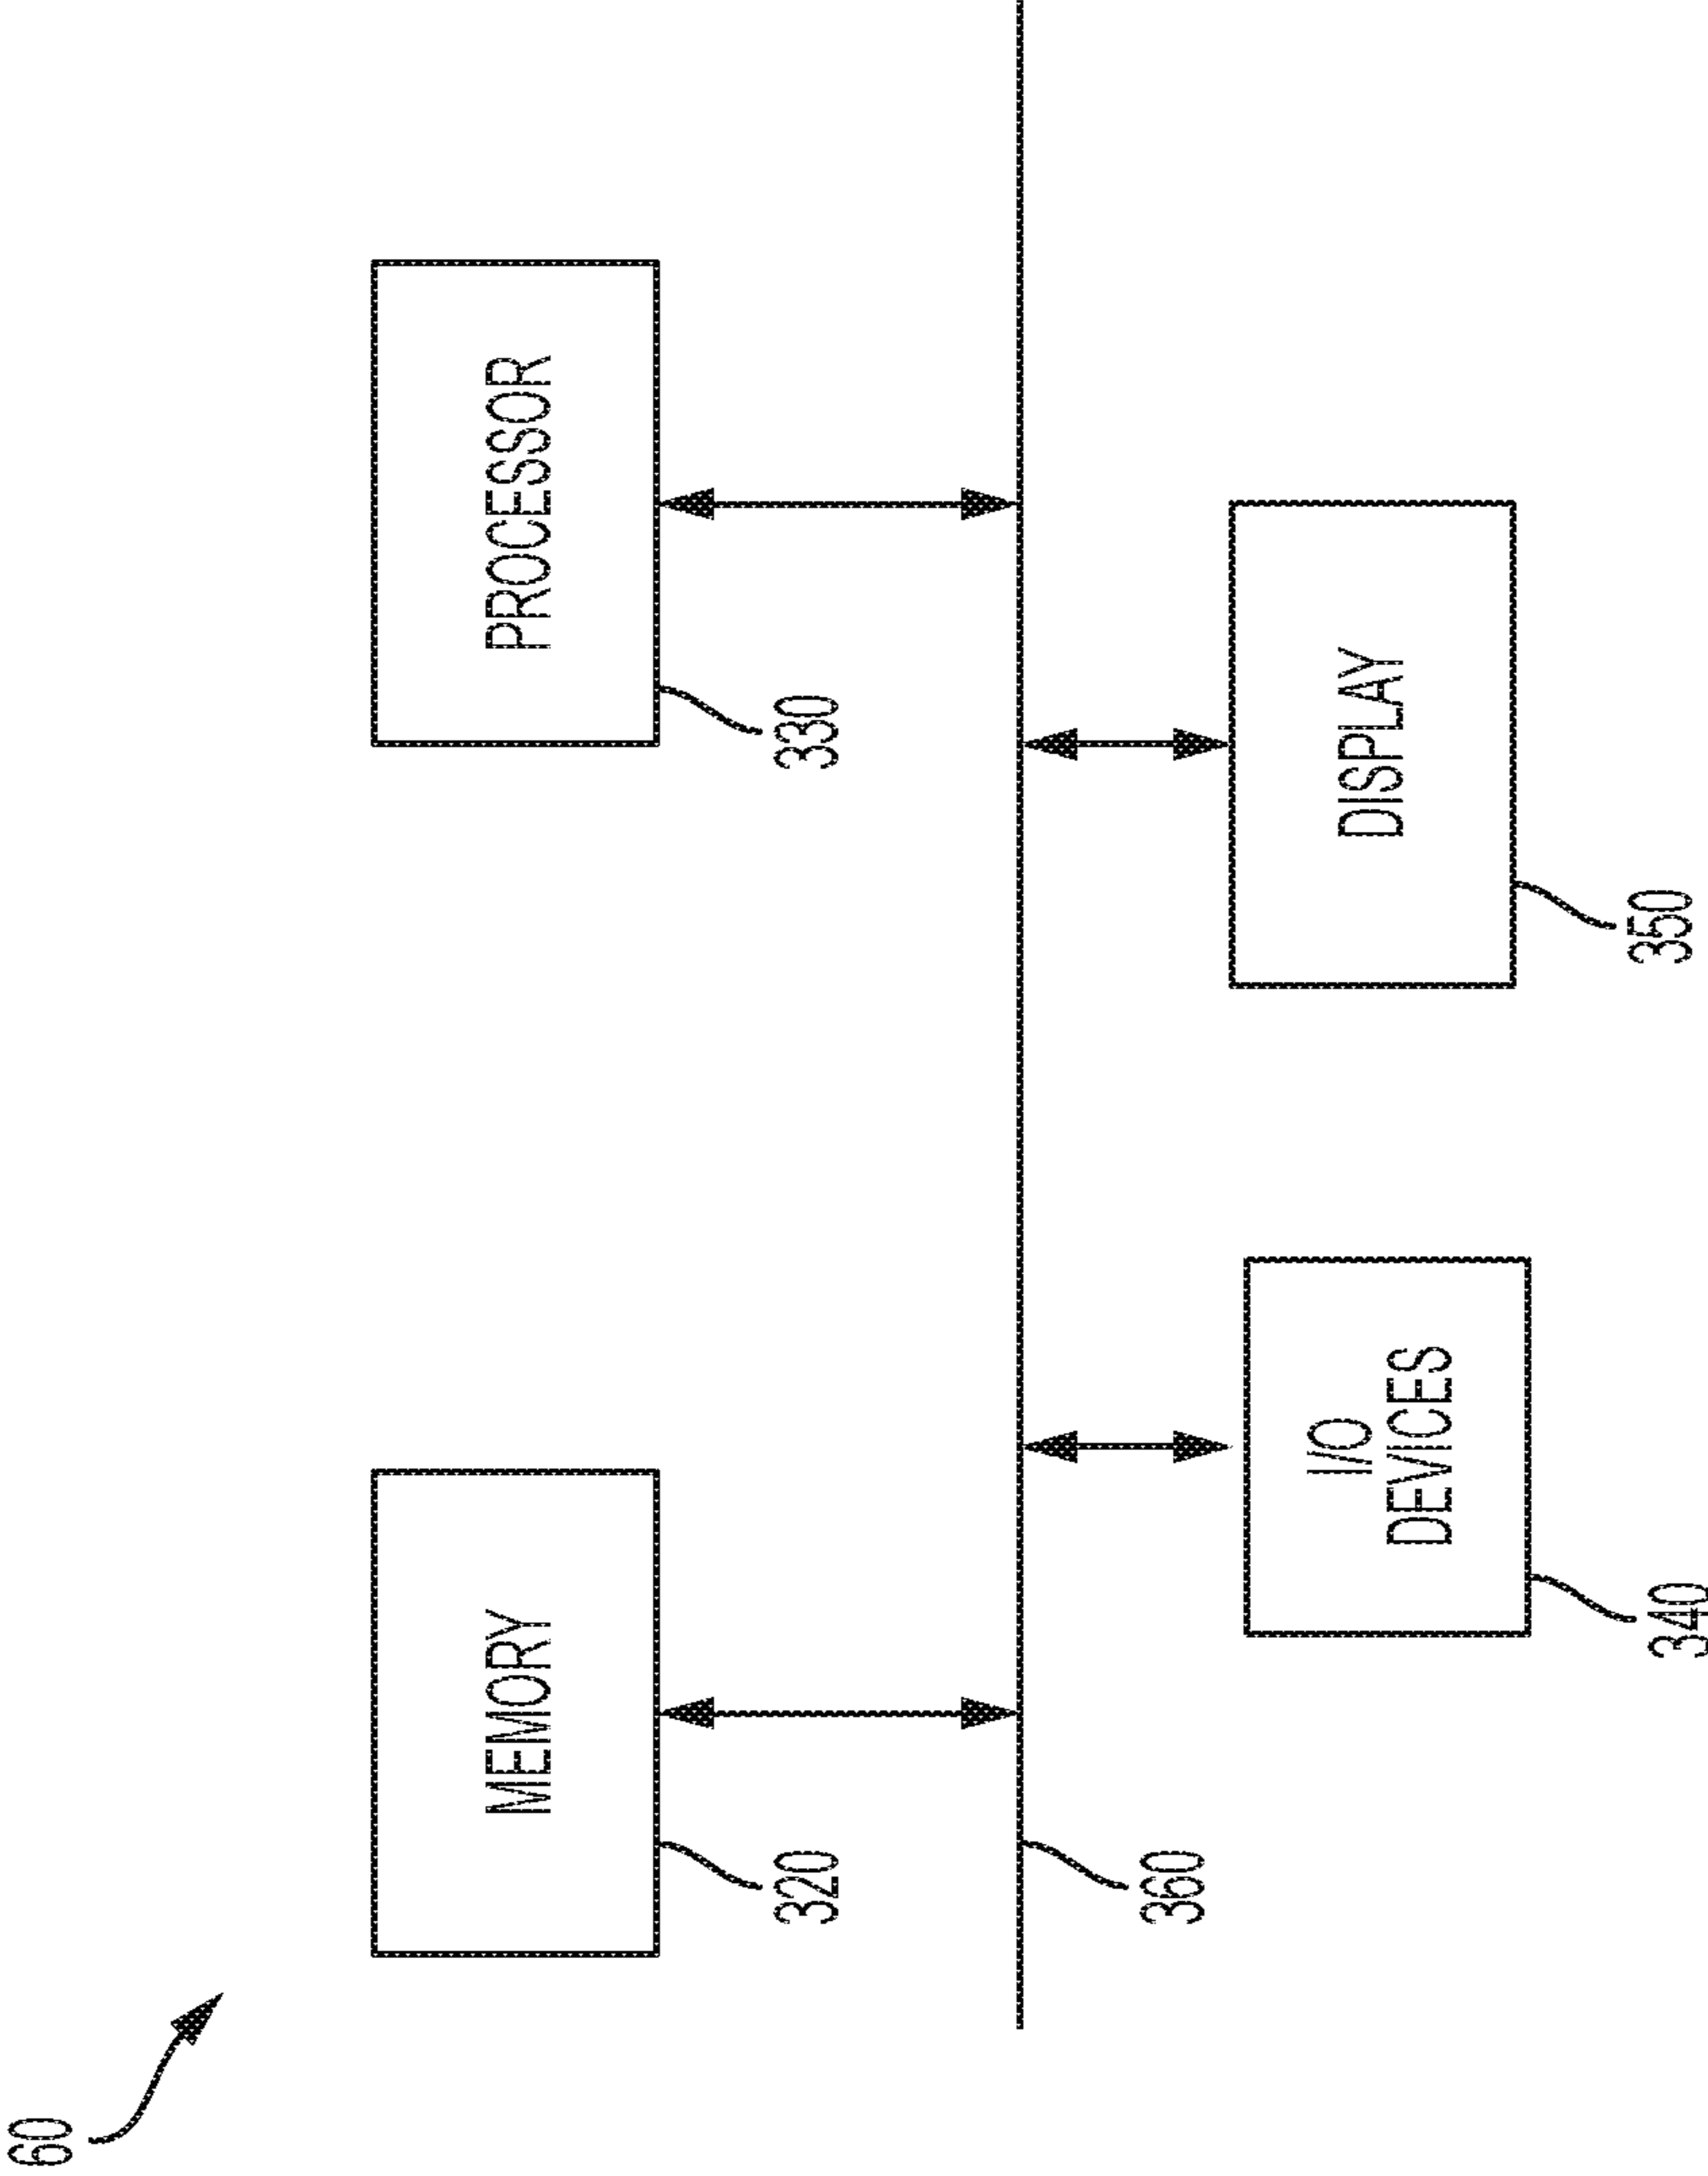 60
MEMORY
320
PROCESSOR
330
360
I/O
DEVICES
340
DISPLAY
350